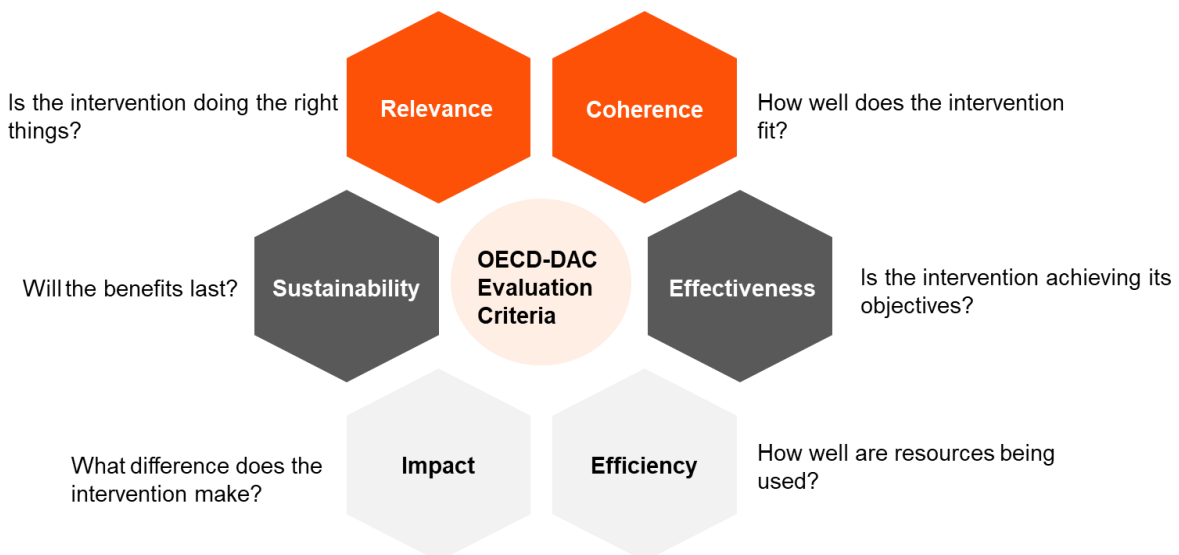 Is the intervention doing the right
things?
Relevance
Coherence
How well does the intervention
fit?
Will the benefits last?
Sustainability
OECD-DAC
Evaluation
Criteria
Effectiveness
Is the intervention achieving its
objectives?
What difference does the
intervention make?
Impact
Efficiency
How well are resources being
used?